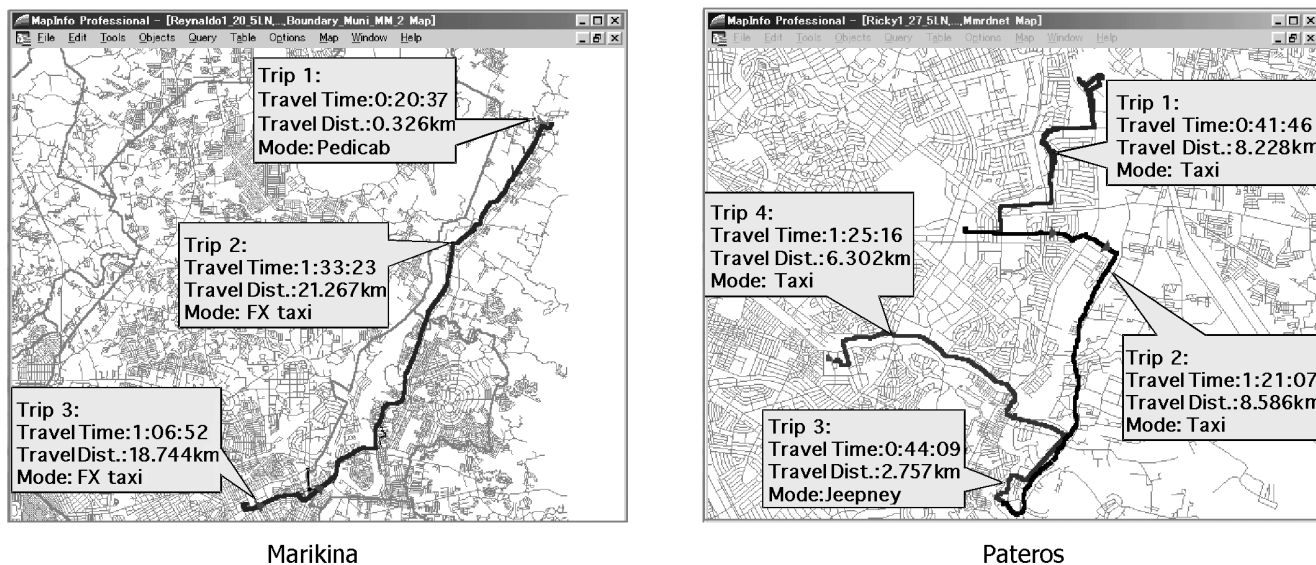 MapInfo Professional - [Reynaldo1_20_5LN,...,Boundary_Muni_MM_2 Map]
File Edit Tools Objects Query Table Options Map Window Help
Trip 1:
Travel Time:0:20:37
Travel Dist.:0.326km
Mode: Pedicab
Trip 2:
Travel Time:1:33:23
Travel Dist.:21.267km
Mode: FX taxi
Trip 3:
Travel Time:1:06:52
Travel Dist.:18.744km
Mode: FX taxi
Marikina
MapInfo Professional - [Ricky1_27_5LN,...,Mmrdnet Map]
File Edit Tools Objects Query Table Options Map Window Help
Trip 1:
Travel Time:0:41:46
Travel Dist.:8.228km
Mode: Taxi
Trip 4:
Travel Time:1:25:16
Travel Dist.:6.302km
Mode: Taxi
Trip 2:
Travel Time:1:21:07
Travel Dist.:8.586km
Mode: Taxi
Trip 3:
Travel Time:0:44:09
Travel Dist.:2.757km
Mode:Jeepney
Pateros